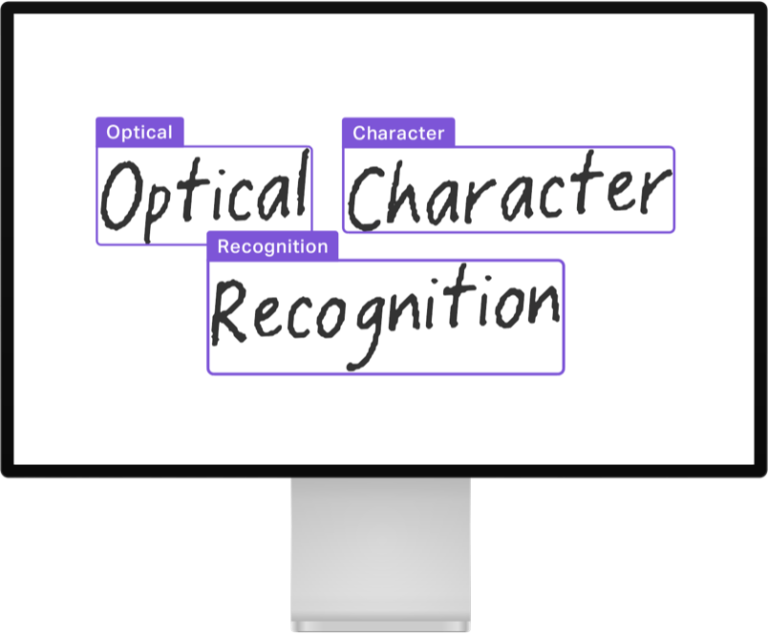 Optical Character
Optical Character
Recognition
Recognition